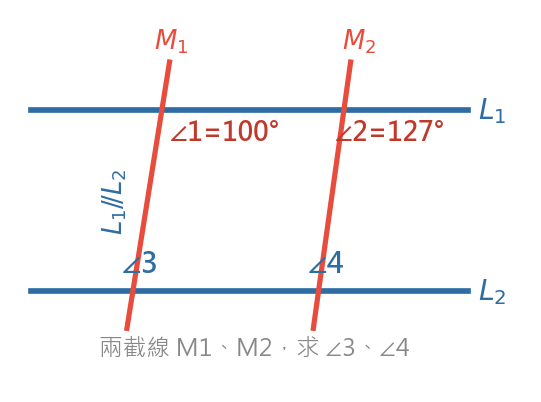 M₁
M₂
L₁
∠1=100°
∠2=127°
L₁∥L₂
∠3
∠4
L₂
兩截線 M1、M2，求 ∠3、∠4